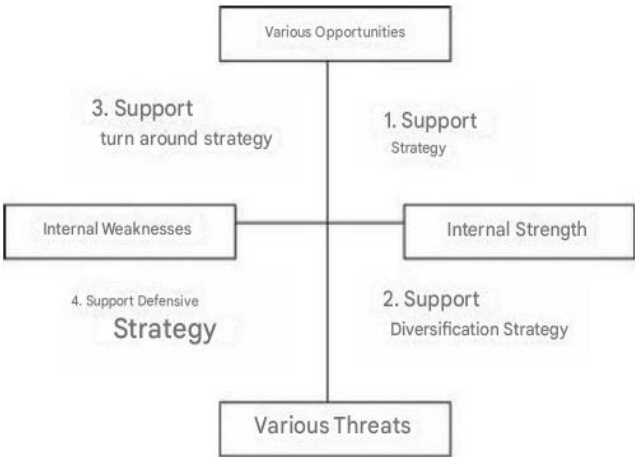 Various Opportunities
3. Support
turn around strategy
1. Support
Strategy
Internal Weaknesses
Internal Strength
4. Support Defensive
Strategy
2. Support
Diversification Strategy
Various Threats